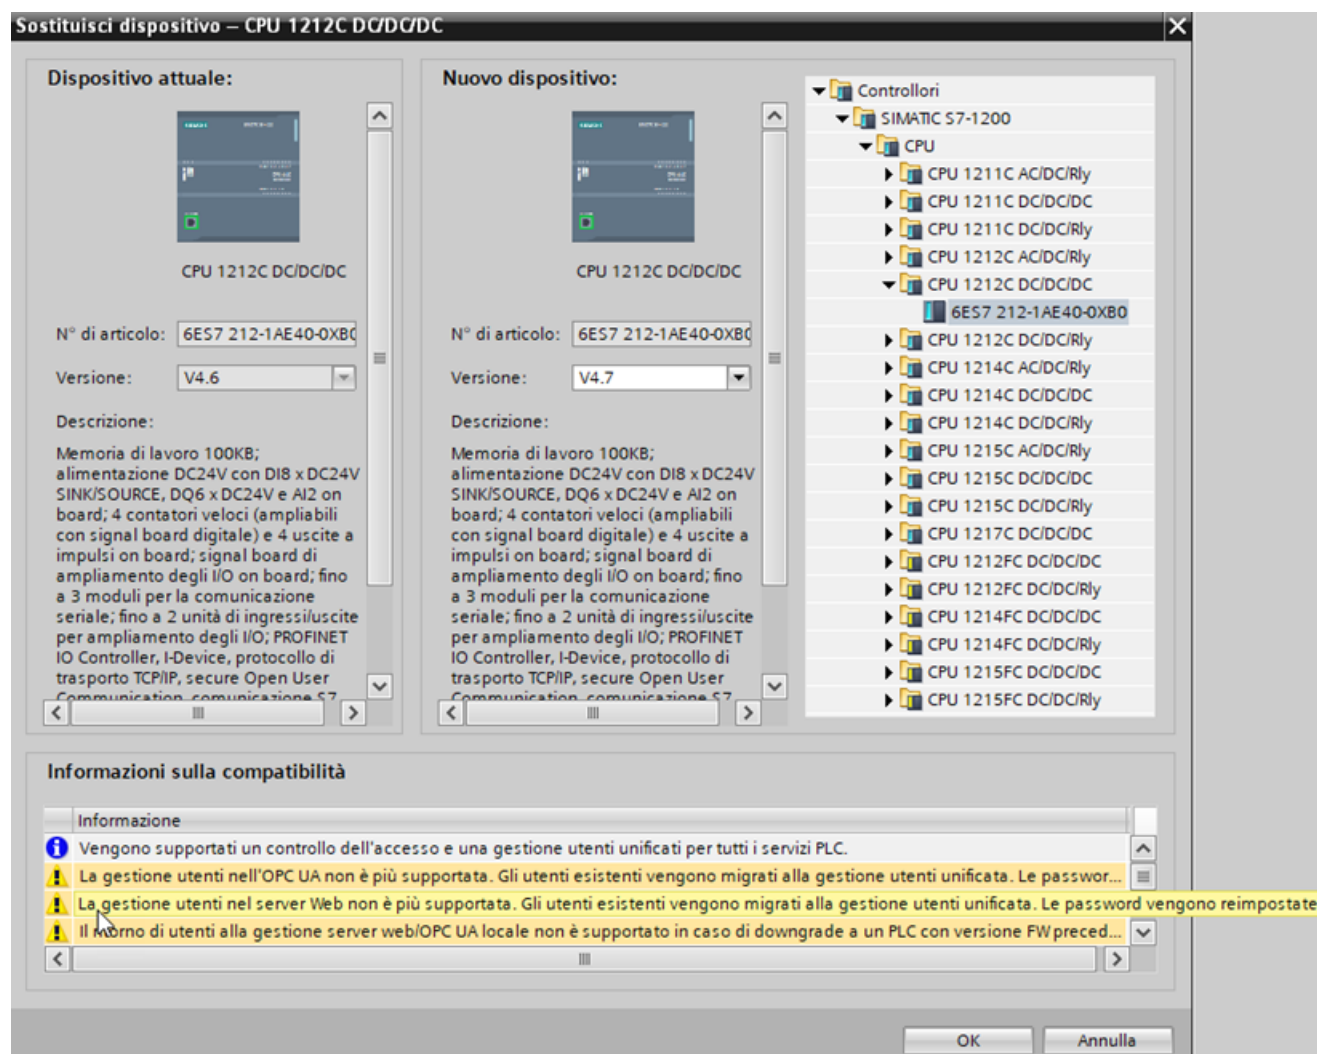 Sostituisci dispositivo – CPU 1212C DC/DC/DC
Dispositivo attuale:
SIEMENS
CPU 1212C DC/DC/DC
N° di articolo:
6ES7 212-1AE40-0XB0
Versione:
V4.6
Descrizione:
Memoria di lavoro 100KB;
alimentazione DC24V con DI8 x DC24V
SINK/SOURCE, DQ6 x DC24V e AI2 on
board; 4 contatori veloci (ampliabili
con signal board digitale) e 4 uscite a
impulsi on board; signal board di
ampliamento degli I/O on board; fino
a 3 moduli per la comunicazione
seriale; fino a 2 unità di ingressi/uscite
per ampliamento degli I/O; PROFINET
IO Controller, I-Device, protocollo di
trasporto TCP/IP, secure Open User
Communication, comunicazione S7,
Nuovo dispositivo:
SIEMENS
CPU 1212C DC/DC/DC
N° di articolo:
6ES7 212-1AE40-0XB0
Versione:
V4.7
Descrizione:
Memoria di lavoro 100KB;
alimentazione DC24V con DI8 x DC24V
SINK/SOURCE, DQ6 x DC24V e AI2 on
board; 4 contatori veloci (ampliabili
con signal board digitale) e 4 uscite a
impulsi on board; signal board di
ampliamento degli I/O on board; fino
a 3 moduli per la comunicazione
seriale; fino a 2 unità di ingressi/uscite
per ampliamento degli I/O; PROFINET
IO Controller, I-Device, protocollo di
trasporto TCP/IP, secure Open User
Communication, comunicazione S7,
Controllori
SIMATIC S7-1200
CPU
CPU 1211C AC/DC/Rly
CPU 1211C DC/DC/DC
CPU 1211C DC/DC/Rly
CPU 1212C AC/DC/Rly
CPU 1212C DC/DC/DC
6ES7 212-1AE40-0XB0
CPU 1212C DC/DC/Rly
CPU 1214C AC/DC/Rly
CPU 1214C DC/DC/DC
CPU 1214C DC/DC/Rly
CPU 1215C AC/DC/Rly
CPU 1215C DC/DC/DC
CPU 1215C DC/DC/Rly
CPU 1217C DC/DC/DC
CPU 1212FC DC/DC/DC
CPU 1212FC DC/DC/Rly
CPU 1214FC DC/DC/DC
CPU 1214FC DC/DC/Rly
CPU 1215FC DC/DC/DC
CPU 1215FC DC/DC/Rly
Informazioni sulla compatibilità
Informazione
Vengono supportati un controllo dell'accesso e una gestione utenti unificati per tutti i servizi PLC.
La gestione utenti nell'OPC UA non è più supportata. Gli utenti esistenti vengono migrati alla gestione utenti unificata. Le passwor...
La gestione utenti nel server Web non è più supportata. Gli utenti esistenti vengono migrati alla gestione utenti unificata. Le password vengono reimpostate
Il ritorno di utenti alla gestione server web/OPC UA locale non è supportato in caso di downgrade a un PLC con versione FW preced...
OK
Annulla